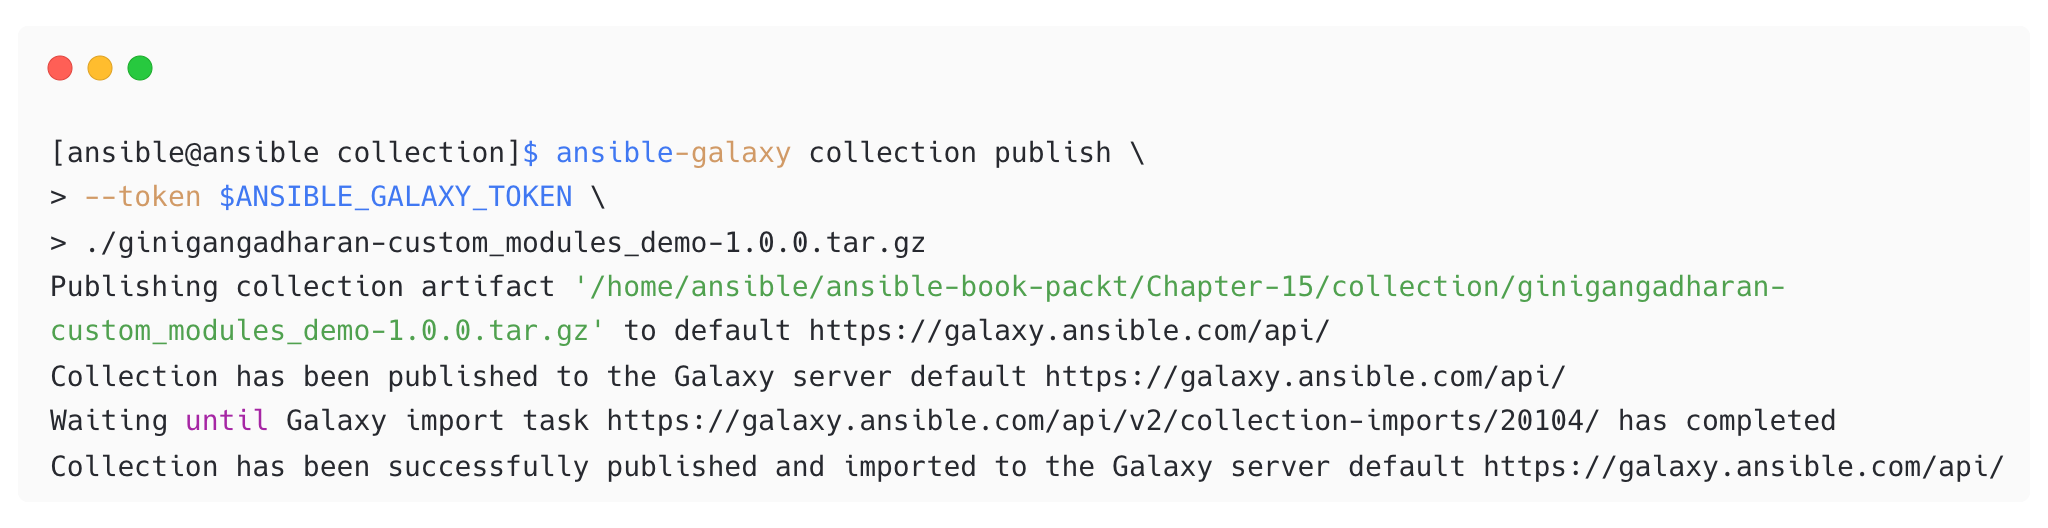 [ansible@ansible collection]$ ansible-galaxy collection publish \
> --token $ANSIBLE_GALAXY_TOKEN \
> ./ginigangadharan-custom_modules_demo-1.0.0.tar.gz
Publishing collection artifact '/home/ansible/ansible-book-packt/Chapter-15/collection/ginigangadharan-
custom_modules_demo-1.0.0.tar.gz' to default https://galaxy.ansible.com/api/
Collection has been published to the Galaxy server default https://galaxy.ansible.com/api/
Waiting until Galaxy import task https://galaxy.ansible.com/api/v2/collection-imports/20104/ has completed
Collection has been successfully published and imported to the Galaxy server default https://galaxy.ansible.com/api/